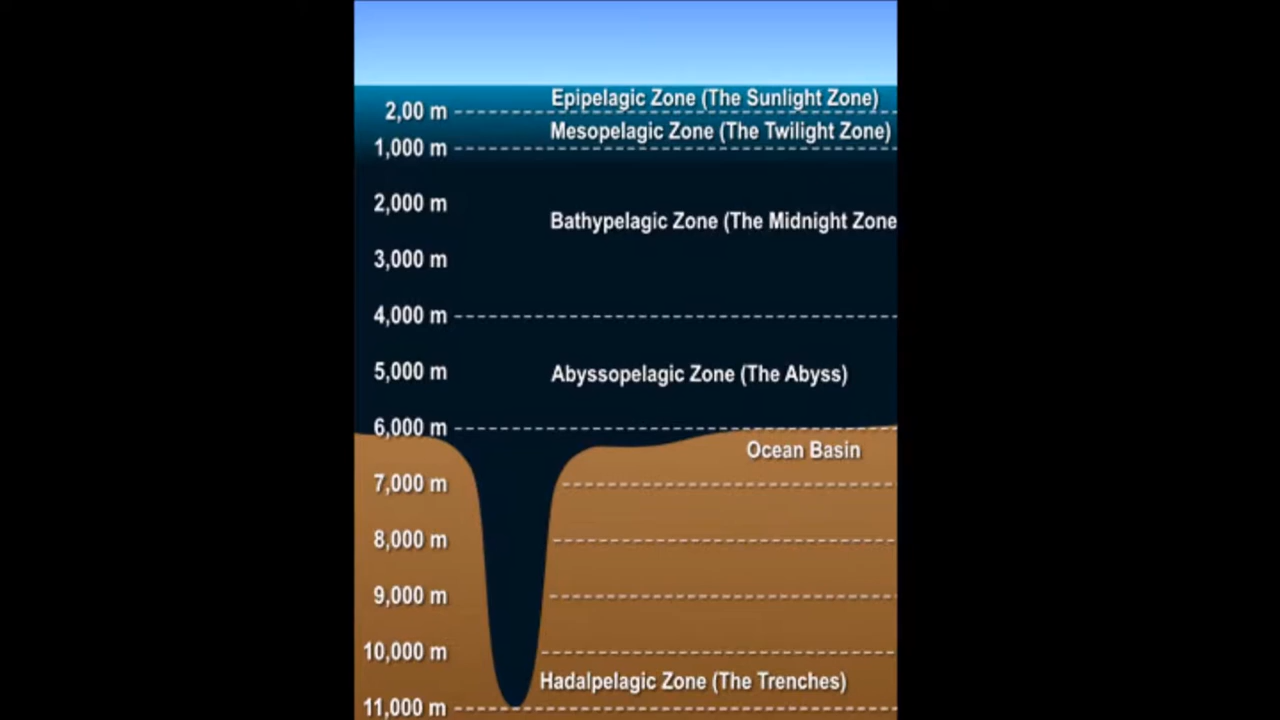 Epipelagic Zone (The Sunlight Zone)
2,00 m
Mesopelagic Zone (The Twilight Zone)
1,000 m
2,000 m
Bathypelagic Zone (The Midnight Zone
3,000 m
4,000 m
5,000 m
Abyssopelagic Zone (The Abyss)
6,000 m
Ocean Basin
7,000 m
8,000 m
9,000 m
10,000 m
Hadalpelagic Zone (The Trenches)
11,000 m